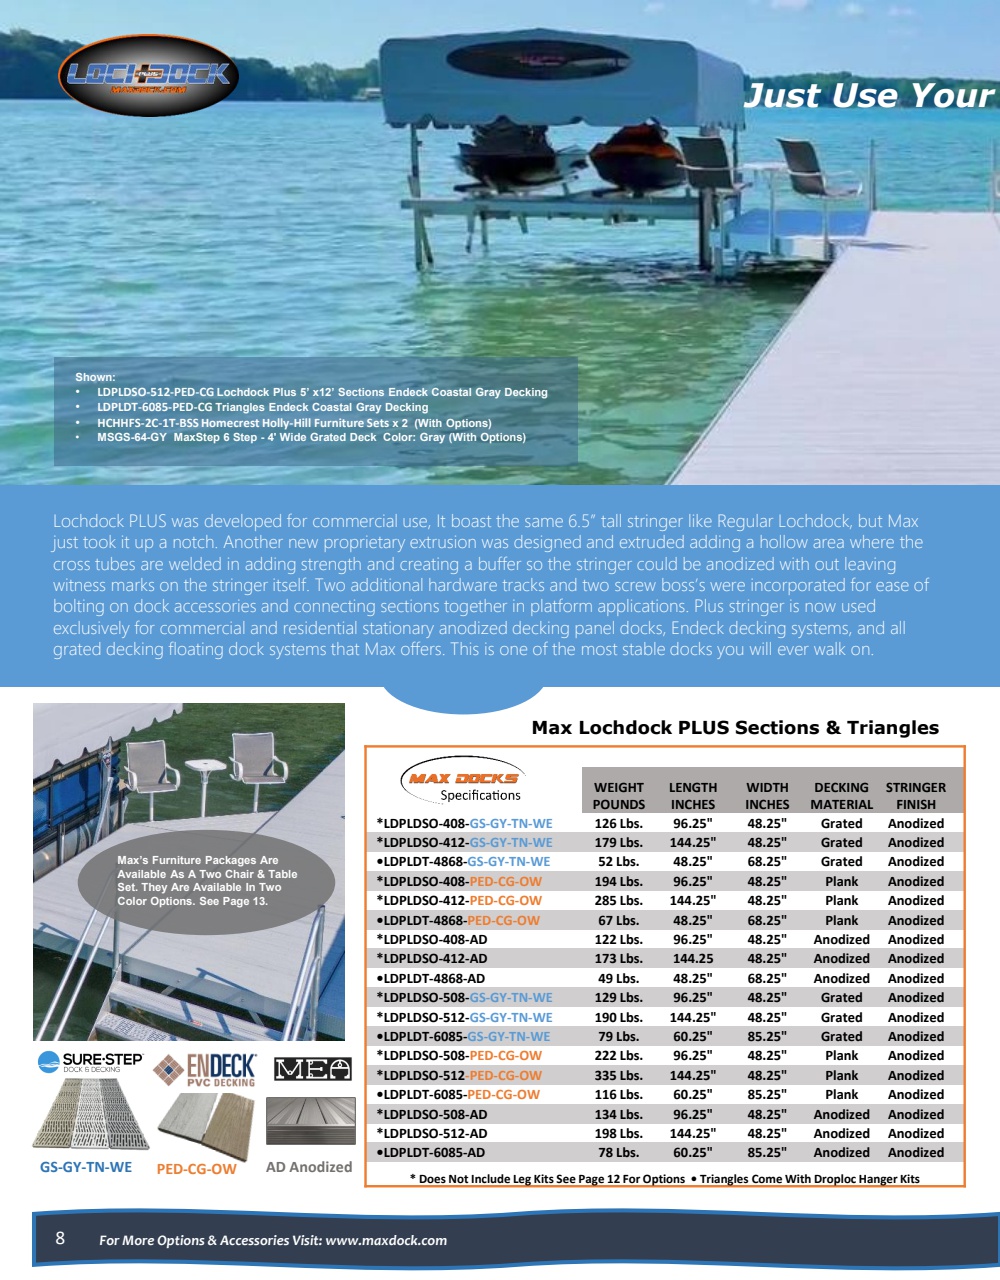 LOCHDOCK
PLUS
MAXDOCK.COM
Just Use Your
Shown:
• LDPLDSO-512-PED-CG Lochdock Plus 5’ x12’ Sections Endeck Coastal Gray Decking
• LDPLDT-6085-PED-CG Triangles Endeck Coastal Gray Decking
• HCHHFS-2C-1T-BSS Homecrest Holly-Hill Furniture Sets x 2 (With Options)
• MSGS-64-GY MaxStep 6 Step - 4' Wide Grated Deck Color: Gray (With Options)
Lochdock PLUS was developed for commercial use, It boast the same 6.5” tall stringer like Regular Lochdock, but Max
just took it up a notch. Another new proprietary extrusion was designed and extruded adding a hollow area where the
cross tubes are welded in adding strength and creating a buffer so the stringer could be anodized with out leaving
witness marks on the stringer itself. Two additional hardware tracks and two screw boss’s were incorporated for ease of
bolting on dock accessories and connecting sections together in platform applications. Plus stringer is now used
exclusively for commercial and residential stationary anodized decking panel docks, Endeck decking systems, and all
grated decking floating dock systems that Max offers. This is one of the most stable docks you will ever walk on.
Max’s Furniture Packages Are
Available As A Two Chair & Table
Set. They Are Available In Two
Color Options. See Page 13.
SURE-STEP
DOCK & DECKING
ENDECK
PVC DECKING
MEA
GS-GY-TN-WE PED-CG-OW AD Anodized
Max Lochdock PLUS Sections & Triangles
MAX DOCKS
Specifications
WEIGHT POUNDS LENGTH INCHES WIDTH INCHES DECKING MATERIAL STRINGER FINISH
*LDPLDSO-408-GS-GY-TN-WE 126 Lbs. 96.25" 48.25" Grated Anodized
*LDPLDSO-412-GS-GY-TN-WE 179 Lbs. 144.25" 48.25" Grated Anodized
•LDPLDT-4868-GS-GY-TN-WE 52 Lbs. 48.25" 68.25" Grated Anodized
*LDPLDSO-408-PED-CG-OW 194 Lbs. 96.25" 48.25" Plank Anodized
*LDPLDSO-412-PED-CG-OW 285 Lbs. 144.25" 48.25" Plank Anodized
•LDPLDT-4868-PED-CG-OW 67 Lbs. 48.25" 68.25" Plank Anodized
*LDPLDSO-408-AD 122 Lbs. 96.25" 48.25" Anodized Anodized
*LDPLDSO-412-AD 173 Lbs. 144.25 48.25" Anodized Anodized
•LDPLDT-4868-AD 49 Lbs. 48.25" 68.25" Anodized Anodized
*LDPLDSO-508-GS-GY-TN-WE 129 Lbs. 96.25" 48.25" Grated Anodized
*LDPLDSO-512-GS-GY-TN-WE 190 Lbs. 144.25" 48.25" Grated Anodized
•LDPLDT-6085-GS-GY-TN-WE 79 Lbs. 60.25" 85.25" Grated Anodized
*LDPLDSO-508-PED-CG-OW 222 Lbs. 96.25" 48.25" Plank Anodized
*LDPLDSO-512-PED-CG-OW 335 Lbs. 144.25" 48.25" Plank Anodized
•LDPLDT-6085-PED-CG-OW 116 Lbs. 60.25" 85.25" Plank Anodized
*LDPLDSO-508-AD 134 Lbs. 96.25" 48.25" Anodized Anodized
*LDPLDSO-512-AD 198 Lbs. 144.25" 48.25" Anodized Anodized
•LDPLDT-6085-AD 78 Lbs. 60.25" 85.25" Anodized Anodized
* Does Not Include Leg Kits See Page 12 For Options • Triangles Come With Droploc Hanger Kits
8 For More Options & Accessories Visit: www.maxdock.com